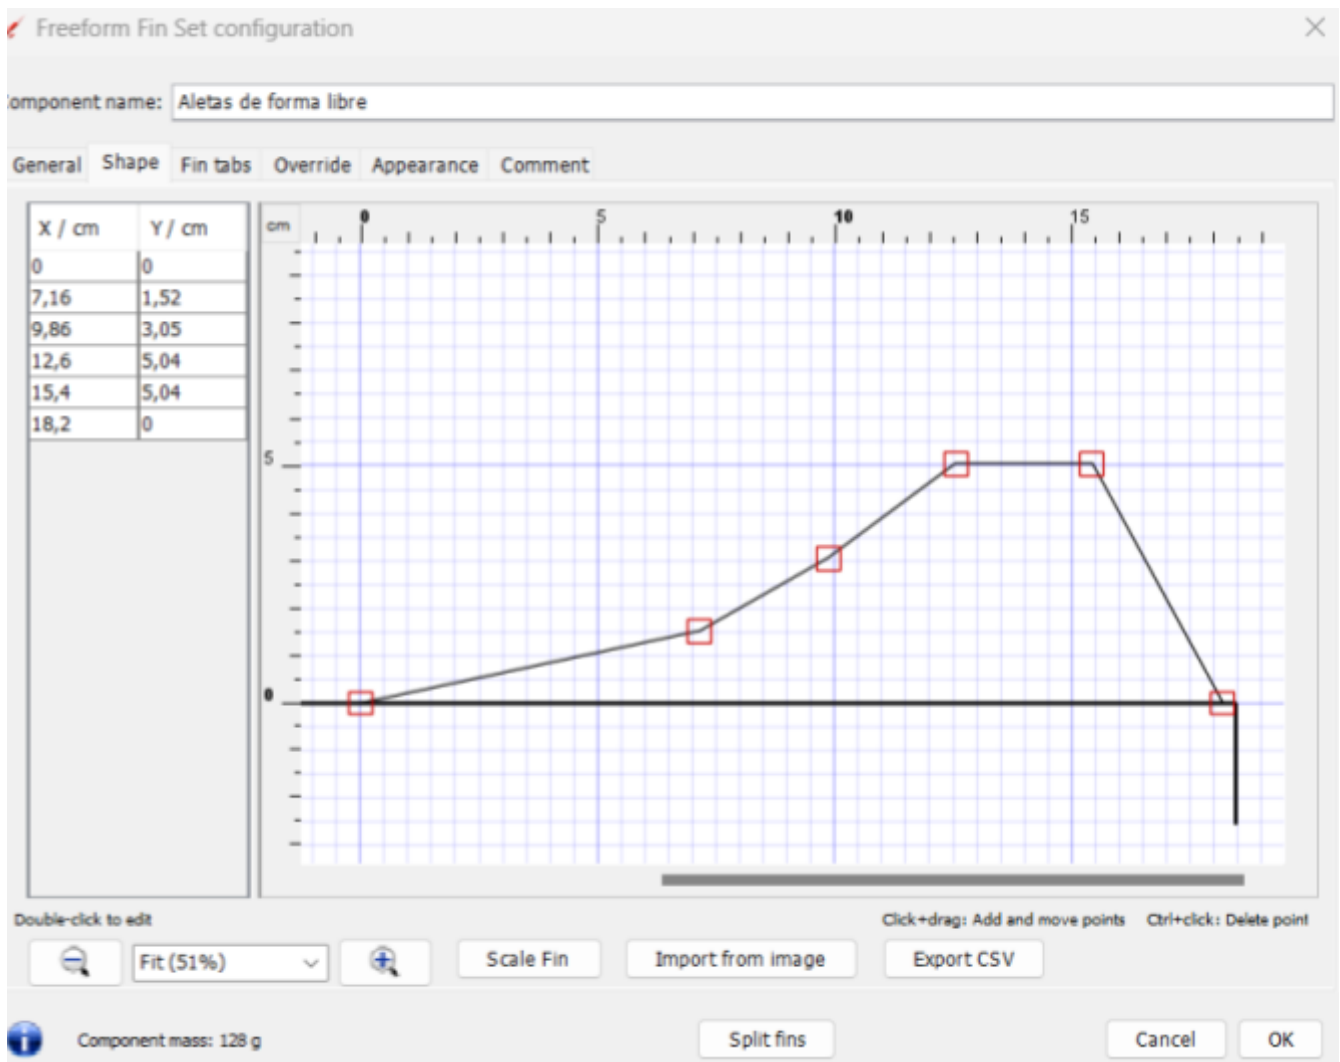 Freeform Fin Set configuration
omponent name: Aletas de forma libre
General Shape Fin tabs Override Appearance Comment
X / cm Y / cm
0 0
7,16 1,52
9,86 3,05
12,6 5,04
15,4 5,04
18,2 0
cm 0 5 10 15
5
0
Double-click to edit Click+drag: Add and move points Ctrl+click: Delete point
Fit (51%) Scale Fin Import from image Export CSV
Component mass: 128 g Split fins Cancel OK